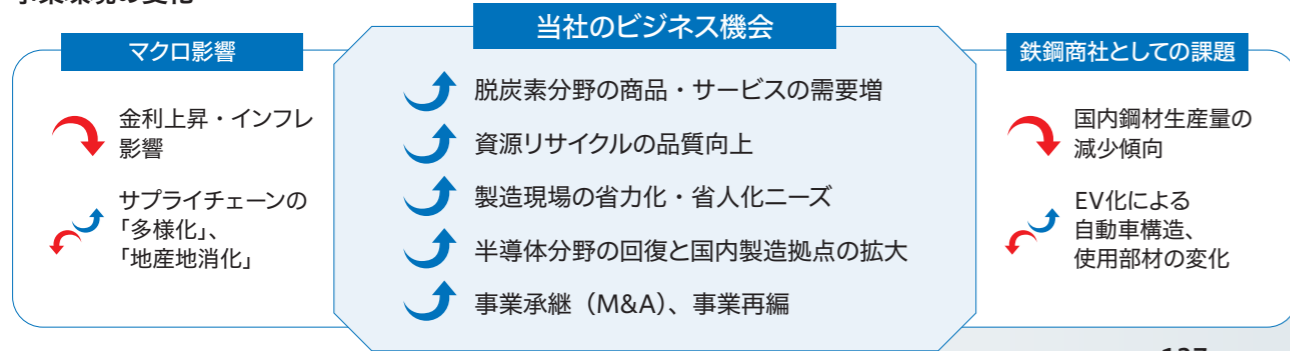 事業環境の変化
マクロ影響
金利上昇・インフレ
影響
サプライチェーンの
「多様化」、
「地産地消化」
当社のビジネス機会
脱炭素分野の商品・サービスの需要増
資源リサイクルの品質向上
製造現場の省力化・省人化ニーズ
半導体分野の回復と国内製造拠点の拡大
事業承継（M&A）、事業再編
鉄鋼商社としての課題
国内鋼材生産量の
減少傾向
EV化による
自動車構造、
使用部材の変化